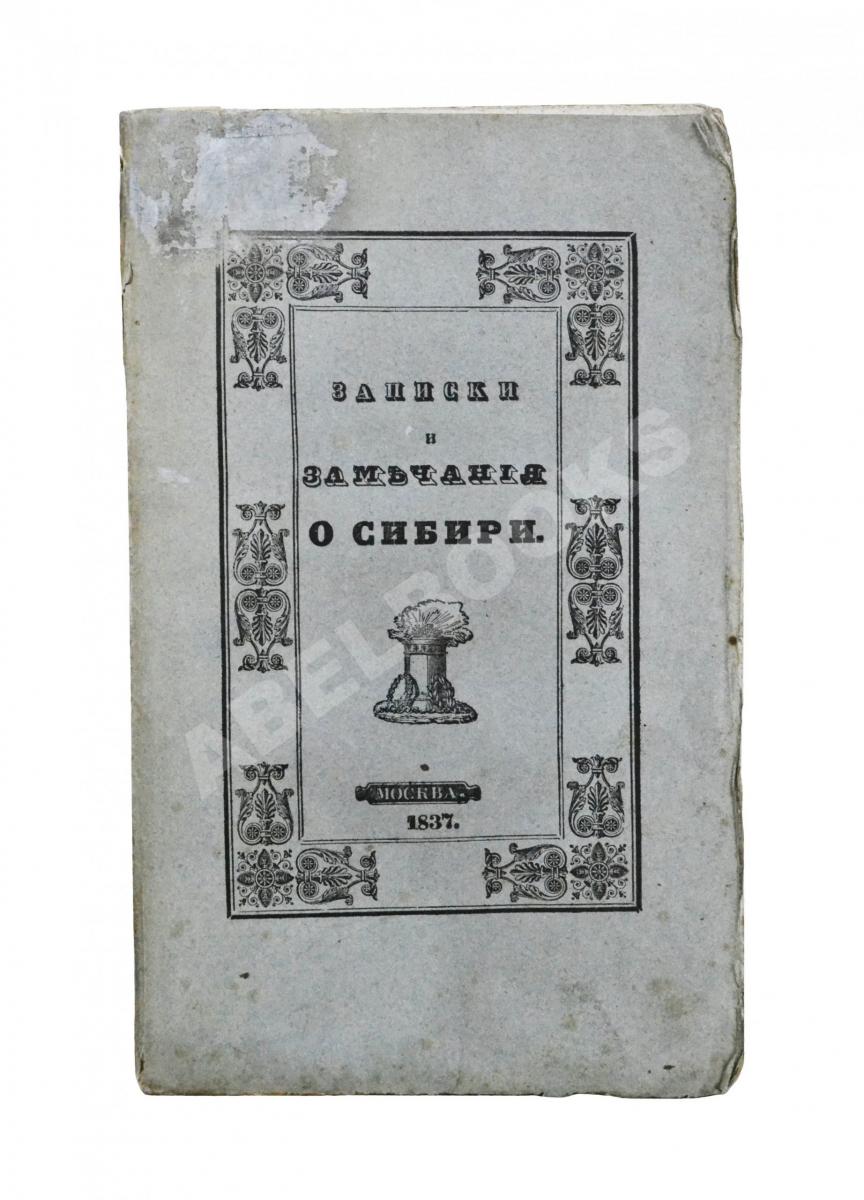 ЗАПИСКИ
и
ЗАМѢЧАНІЯ
О СИБИРИ.
МОСКВА.
1837.
ABELBOOKS